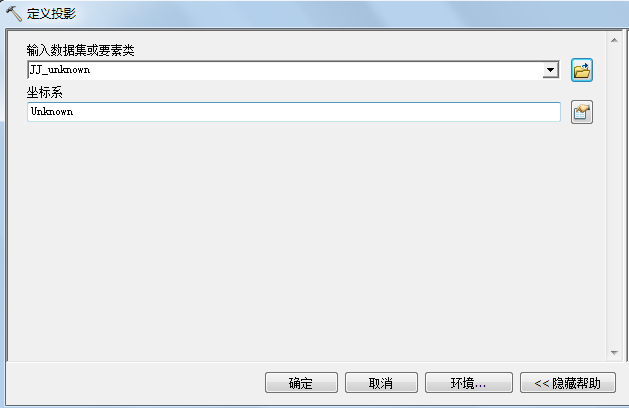 定义投影
输入数据集或要素类
JJ_unknown
坐标系
Unknown
确定
取消
环境...
<< 隐藏帮助